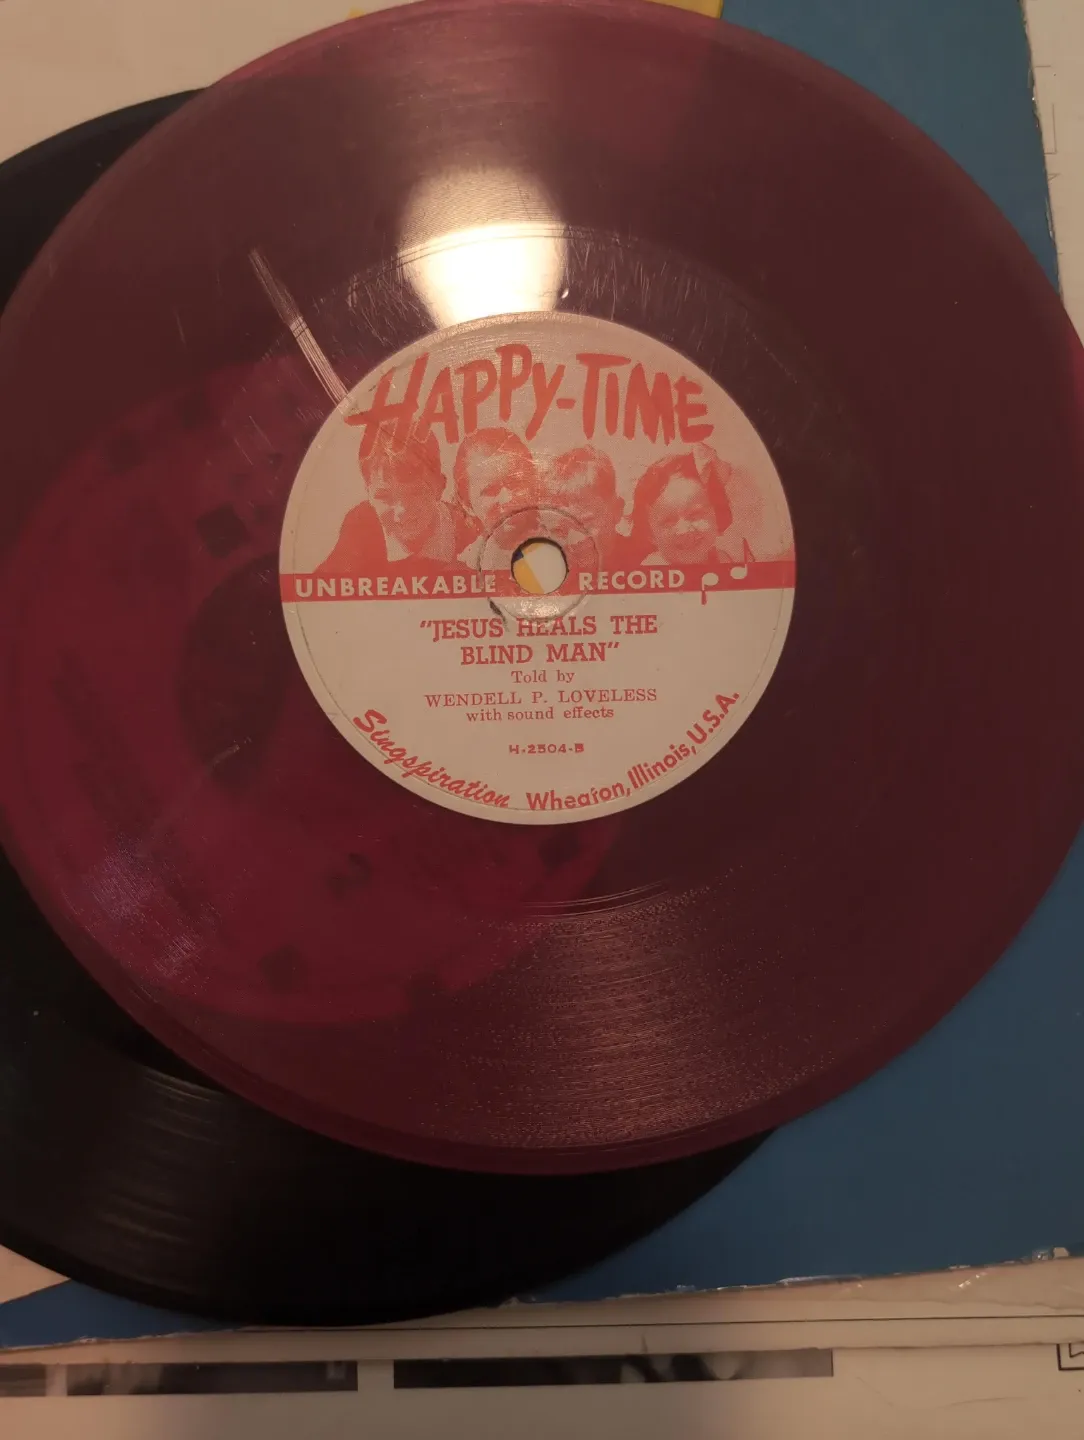 HAPPY-TIME
UNBREAKABLE RECORD
"JESUS HEALS THE
BLIND MAN"
Told by
WENDELL P. LOVELESS
with sound effects
H-2504-B
Singspiration Wheaton, Illinois, U.S.A.